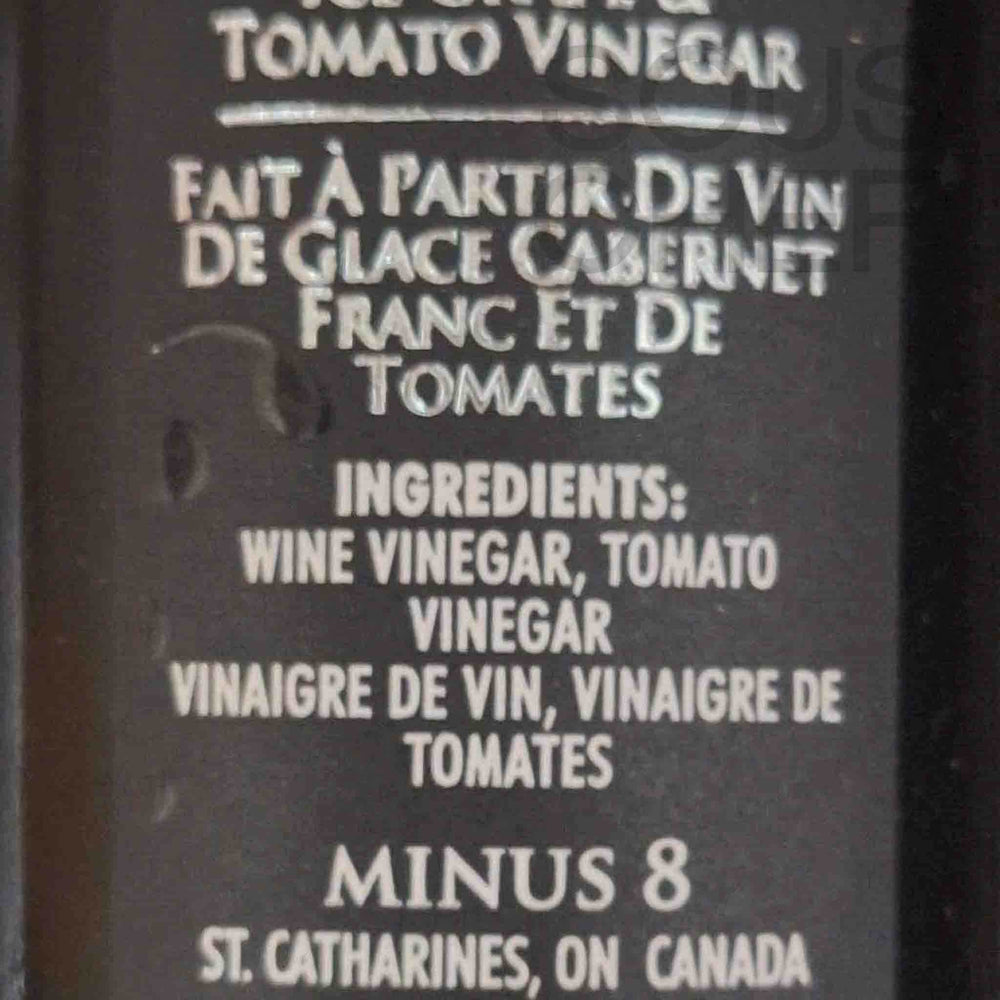 TOMATO VINEGAR
FAIT À PARTIR DE VIN
DE GLACE CABERNET
FRANC ET DE
TOMATES
INGREDIENTS:
WINE VINEGAR, TOMATO
VINEGAR
VINAIGRE DE VIN, VINAIGRE DE
TOMATES
MINUS 8
ST. CATHARINES, ON CANADA
SOUS